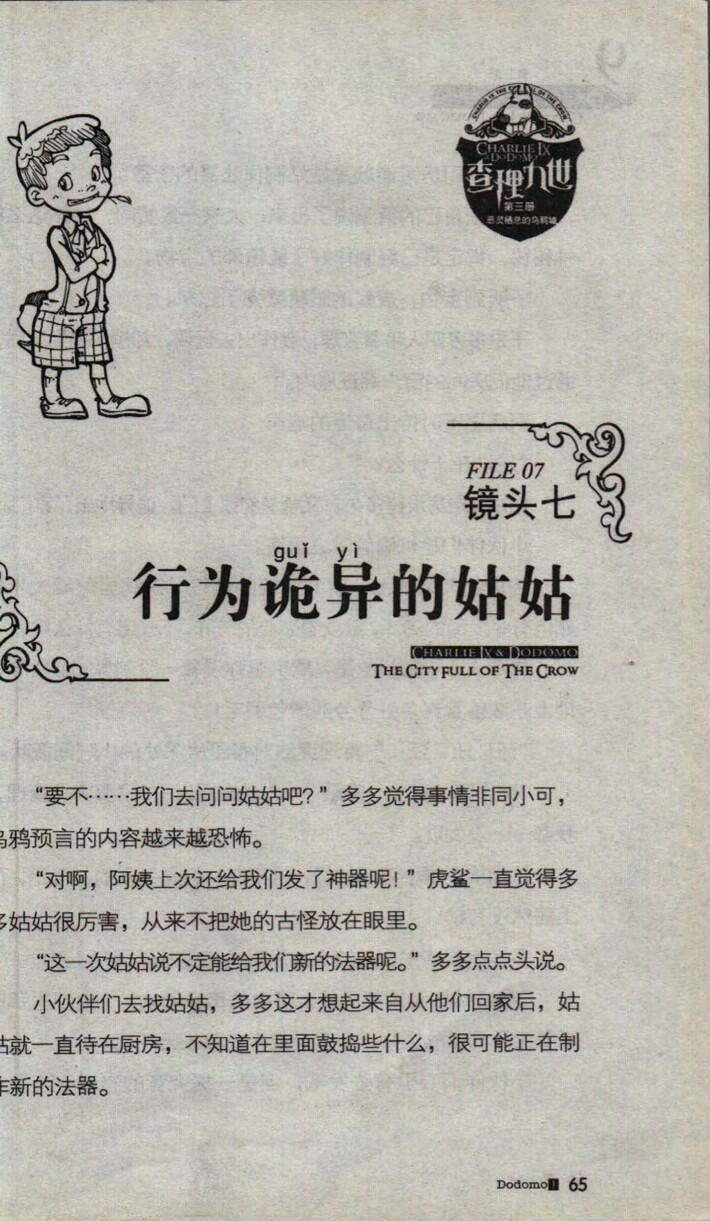 CHARLIE IX
& DODOMO
查理九世
第三册
恶灵栖息的乌鸦城
FILE 07
镜头七
guǐ yì
行为诡异的姑姑
CHARLIE IX & DODOMO
THE CITY FULL OF THE CROW
“要不……我们去问问姑姑吧？”多多觉得事情非同小可，
乌鸦预言的内容越来越恐怖。
“对啊，阿姨上次还给我们发了神器呢！”虎鲨一直觉得多
多姑姑很厉害，从来不把她的古怪放在眼里。
“这一次姑姑说不定能给我们新的法器呢。”多多点点头说。
小伙伴们去找姑姑，多多这才想起来自从他们回家后，姑
姑就一直待在厨房，不知道在里面鼓捣些什么，很可能正在制
作新的法器。
Dodomo 65